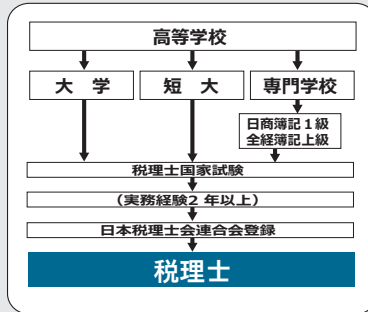 高等学校
大 学
短 大
専門学校
日商簿記1級
全経簿記上級
税理士国家試験
(実務経験2 年以上)
日本税理士会連合会登録
税理士